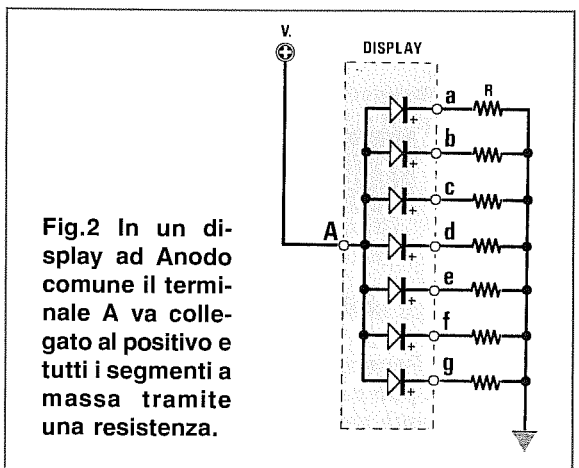 V.
DISPLAY
a
R
b
c
A
d
e
f
g
+
+
+
+
+
+
+
Fig.2 In un di-
splay ad Anodo
comune il termi-
nale A va colle-
gato al positivo e
tutti i segmenti a
massa tramite
una resistenza.